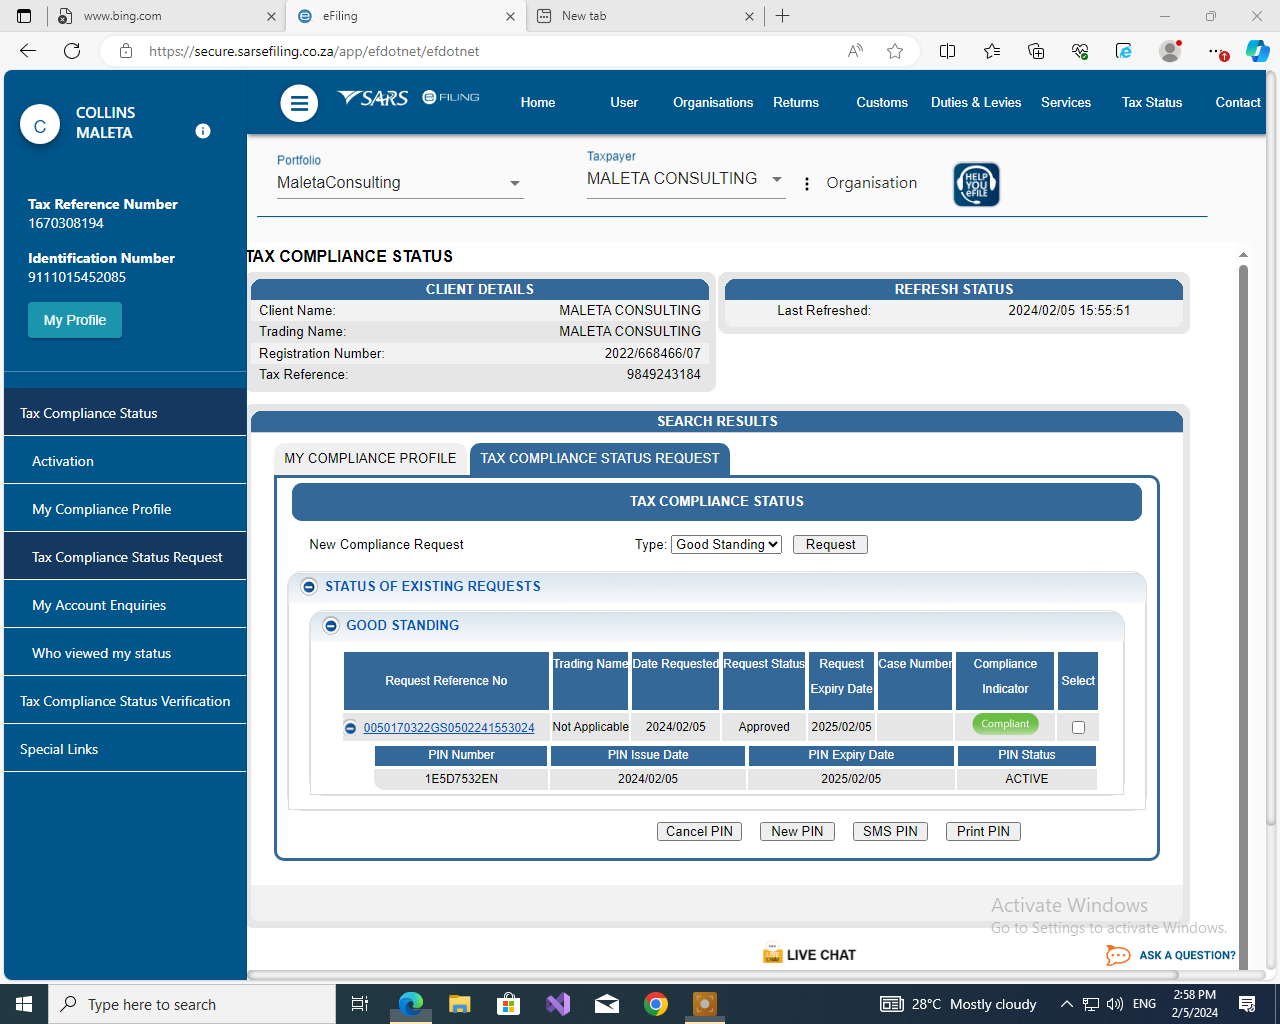 www.bing.com
eFiling
New tab
https://secure.sarsefiling.co.za/app/efdotnet/efdotnet
C
COLLINS
MALETA
Tax Reference Number
1670308194
Identification Number
9111015452085
My Profile
Tax Compliance Status
Activation
My Compliance Profile
Tax Compliance Status Request
My Account Enquiries
Who viewed my status
Tax Compliance Status Verification
Special Links
SARS eFILING
Home User Organisations Returns Customs Duties & Levies Services Tax Status Contact
Portfolio
MaletaConsulting
Taxpayer
MALETA CONSULTING
Organisation
HELP
YOU
eFILE
TAX COMPLIANCE STATUS
CLIENT DETAILS
Client Name: MALETA CONSULTING
Trading Name: MALETA CONSULTING
Registration Number: 2022/668466/07
Tax Reference: 9849243184
REFRESH STATUS
Last Refreshed: 2024/02/05 15:55:51
SEARCH RESULTS
MY COMPLIANCE PROFILE TAX COMPLIANCE STATUS REQUEST
TAX COMPLIANCE STATUS
New Compliance Request Type: Good Standing Request
STATUS OF EXISTING REQUESTS
GOOD STANDING
Request Reference No Trading Name Date Requested Request Status Request Expiry Date Case Number Compliance Indicator Select
0050170322GS0502241553024 Not Applicable 2024/02/05 Approved 2025/02/05 Compliant
PIN Number PIN Issue Date PIN Expiry Date PIN Status
1E5D7532EN 2024/02/05 2025/02/05 ACTIVE
Cancel PIN New PIN SMS PIN Print PIN
Activate Windows
Go to Settings to activate Windows.
LIVE CHAT
ASK A QUESTION?
Type here to search
28°C Mostly cloudy
ENG
2:58 PM
2/5/2024